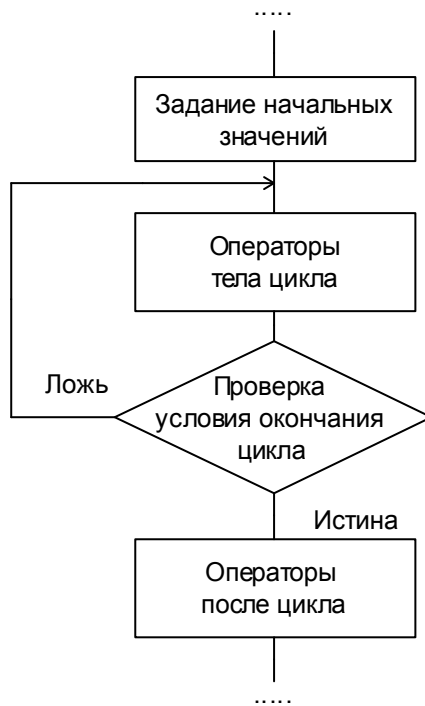 .....
Задание начальных
значений
Операторы
тела цикла
Ложь
Проверка
условия окончания
цикла
Истина
Операторы
после цикла
.....